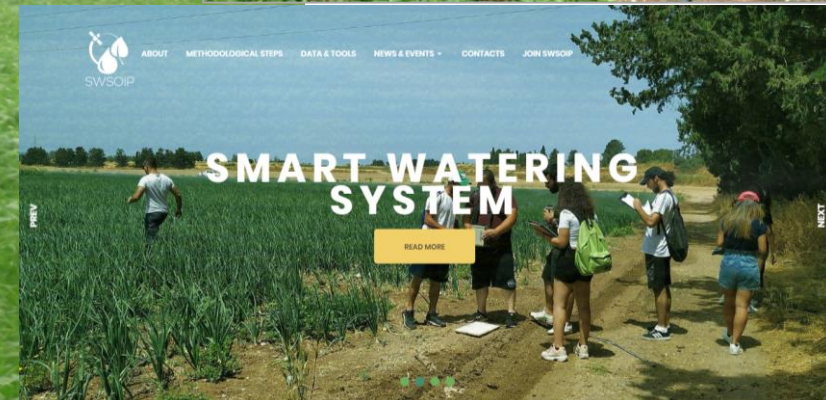 SWSOIP
ABOUT METHODOLOGICAL STEPS DATA & TOOLS NEWS & EVENTS CONTACTS JOIN SWSOIP
SMART WATERING
SYSTEM
PREV
NEXT
READ MORE